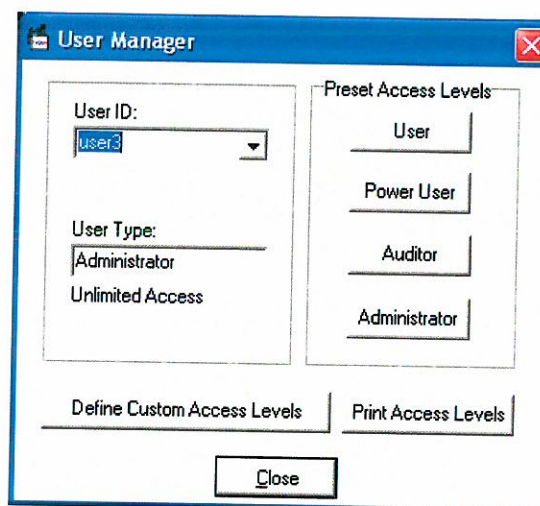 User Manager
User ID:
user3
User Type:
Administrator
Unlimited Access
Preset Access Levels
User
Power User
Auditor
Administrator
Define Custom Access Levels
Print Access Levels
Close